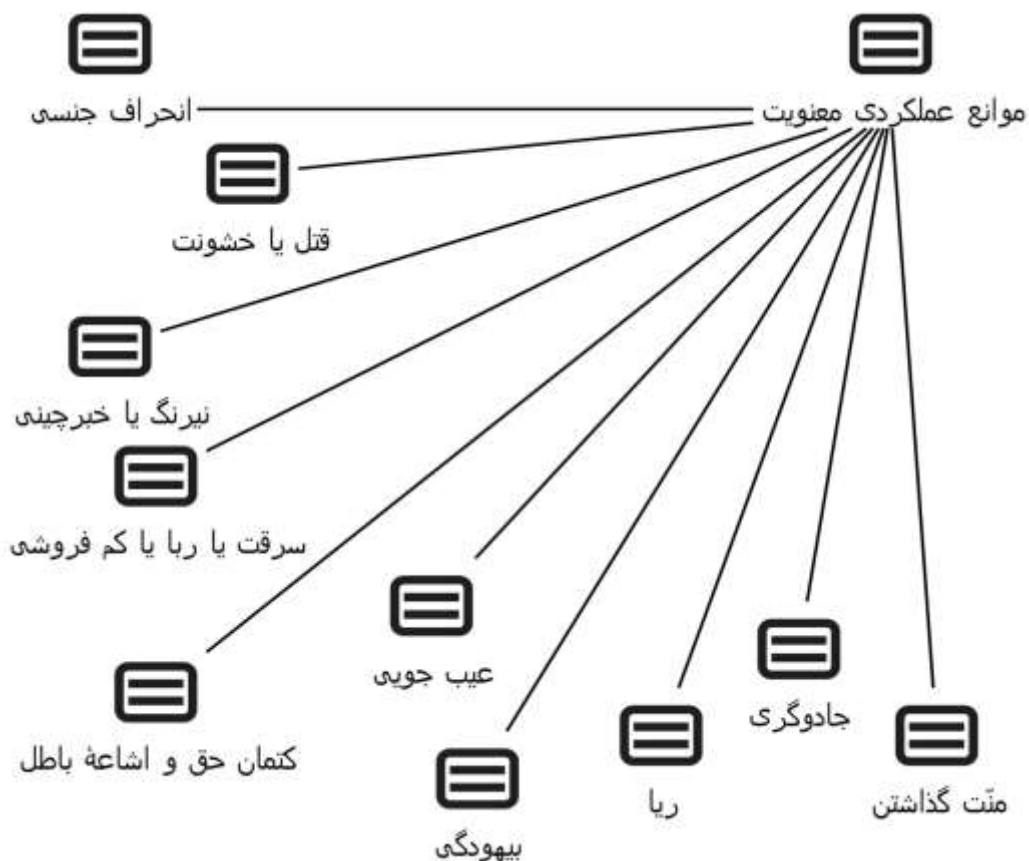 موانع عملکردی معنویت
انحراف جنسی
قتل یا خشونت
نیرنگ یا خبرچینی
سرقت یا ربا یا کم فروشی
کتمان حق و اشاعهٔ باطل
عیب جویی
بیهودگی
ریا
جادوگری
منّت گذاشتن